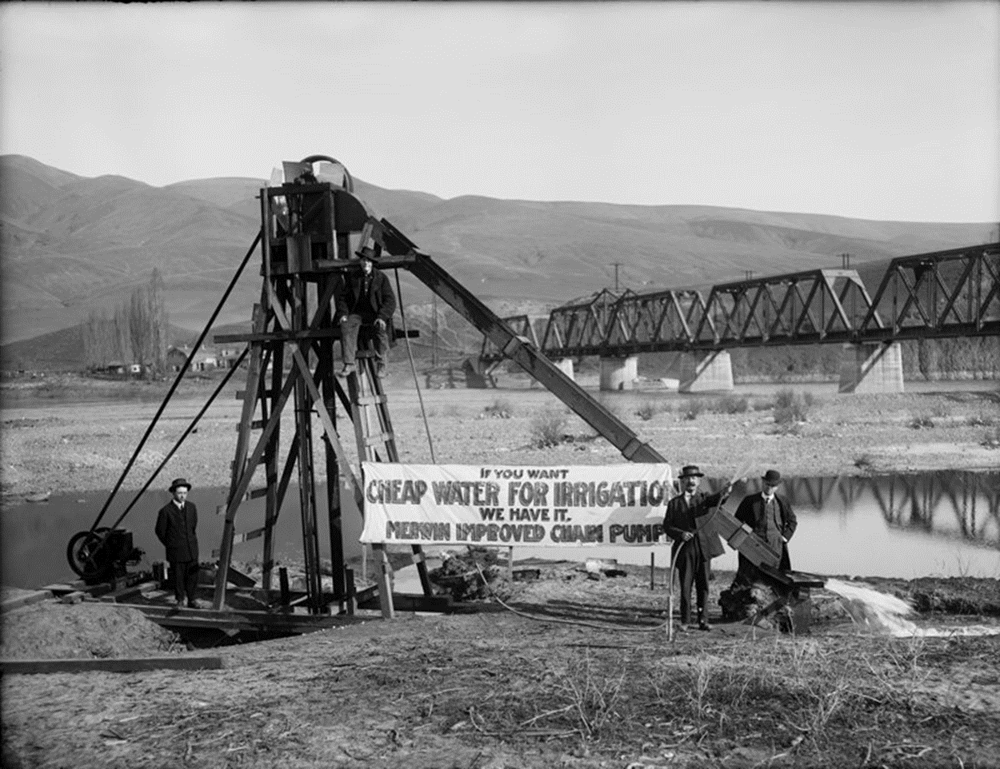 IF YOU WANT
CHEAP WATER FOR IRRIGATION
WE HAVE IT.
MERWIN IMPROVED CHAIN PUMP